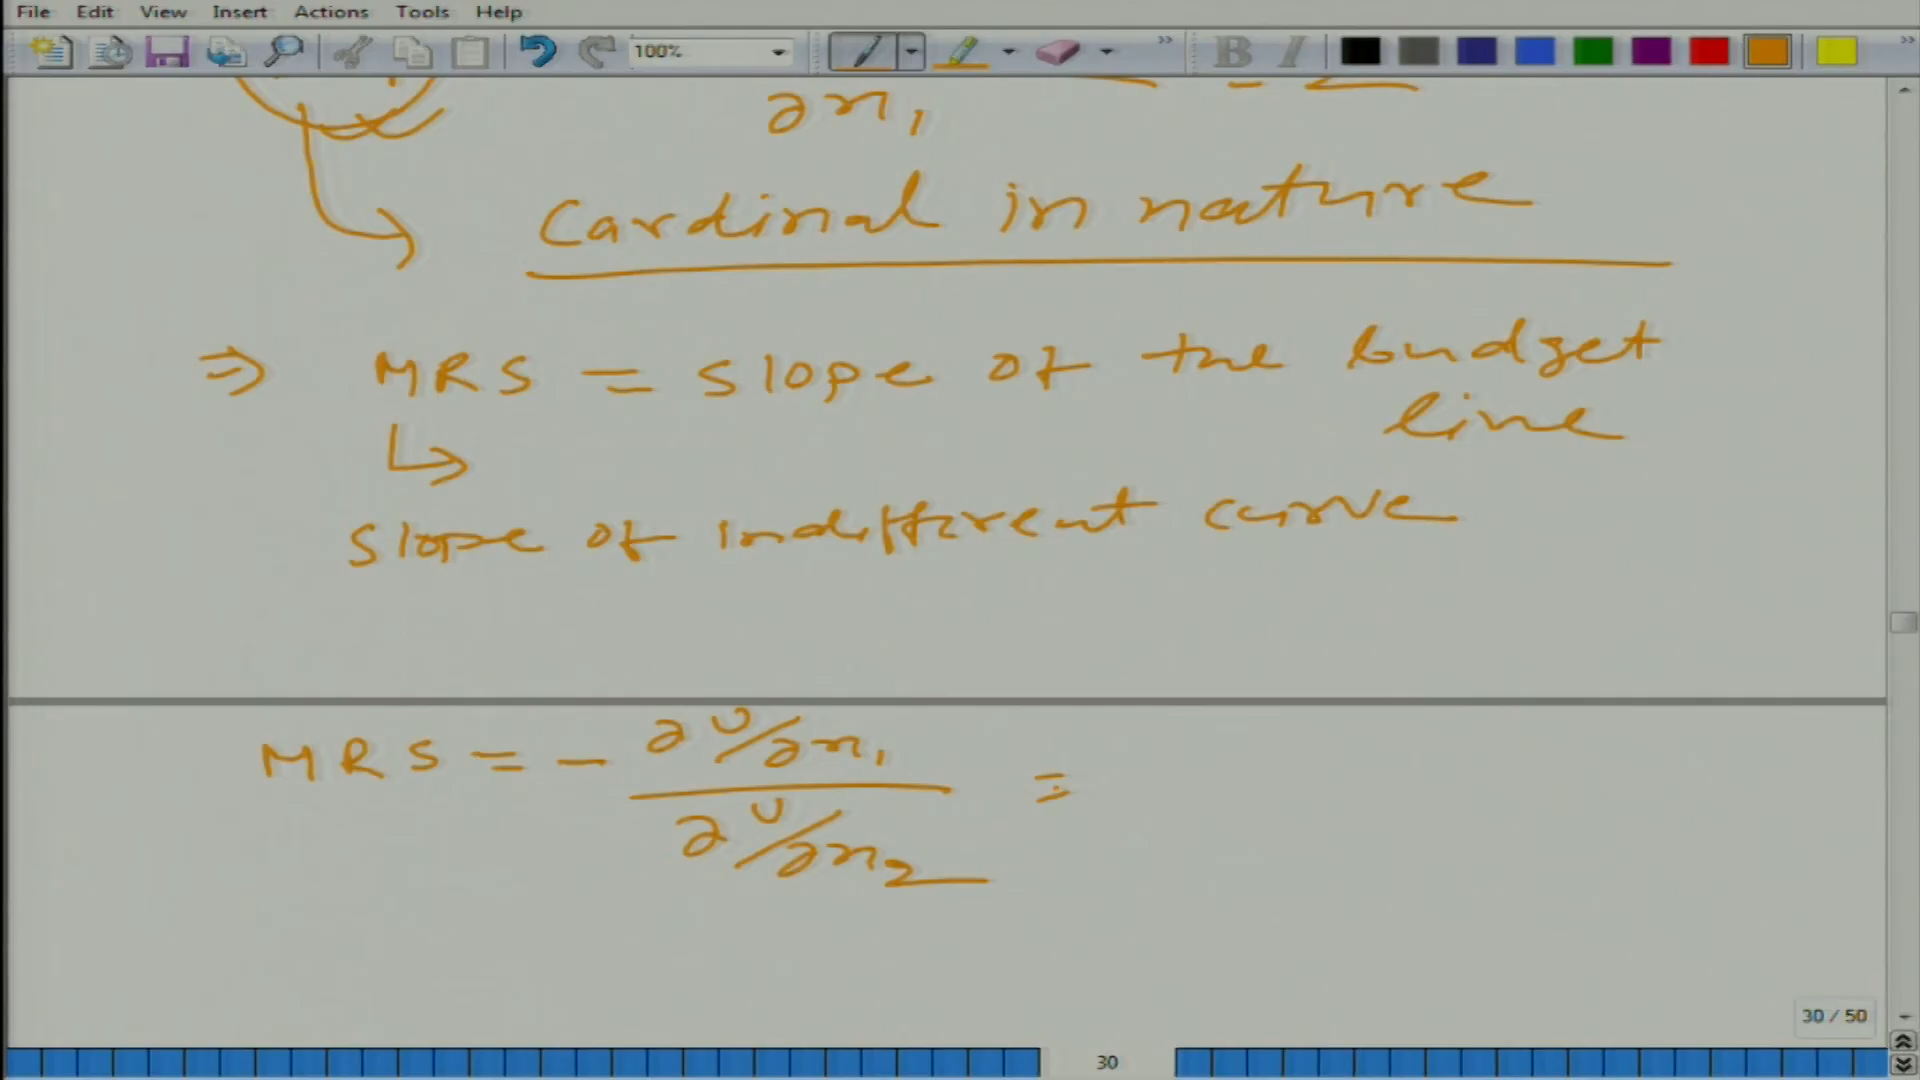 File Edit View Insert Actions Tools Help
100%
∂x₁
Cardinal in nature
⇒ MRS = slope of the budget
line
↳
slope of indifferent curve
MRS = - ∂U/∂x₁ / ∂U/∂x₂ =
30 / 50
30